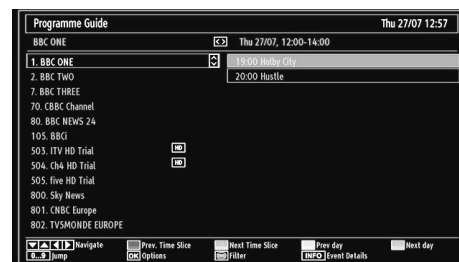 Programme Guide Thu 27/07 12:57
BBC ONE Thu 27/07, 12:00-14:00
1. BBC ONE 19:00 Holby City
2. BBC TWO 20:00 Hustle
7. BBC THREE
70. CBBC Channel
80. BBC NEWS 24
105. BBCi
503. ITV HD Trial HD
504. Ch4 HD Trial HD
505. five HD Trial
800. Sky News
801. CNBC Europe
802. TV5MONDE EUROPE
Navigate Prev. Time Slice Next Time Slice Prev day Next day
0...9 Jump OK Options Filter INFO Event Details